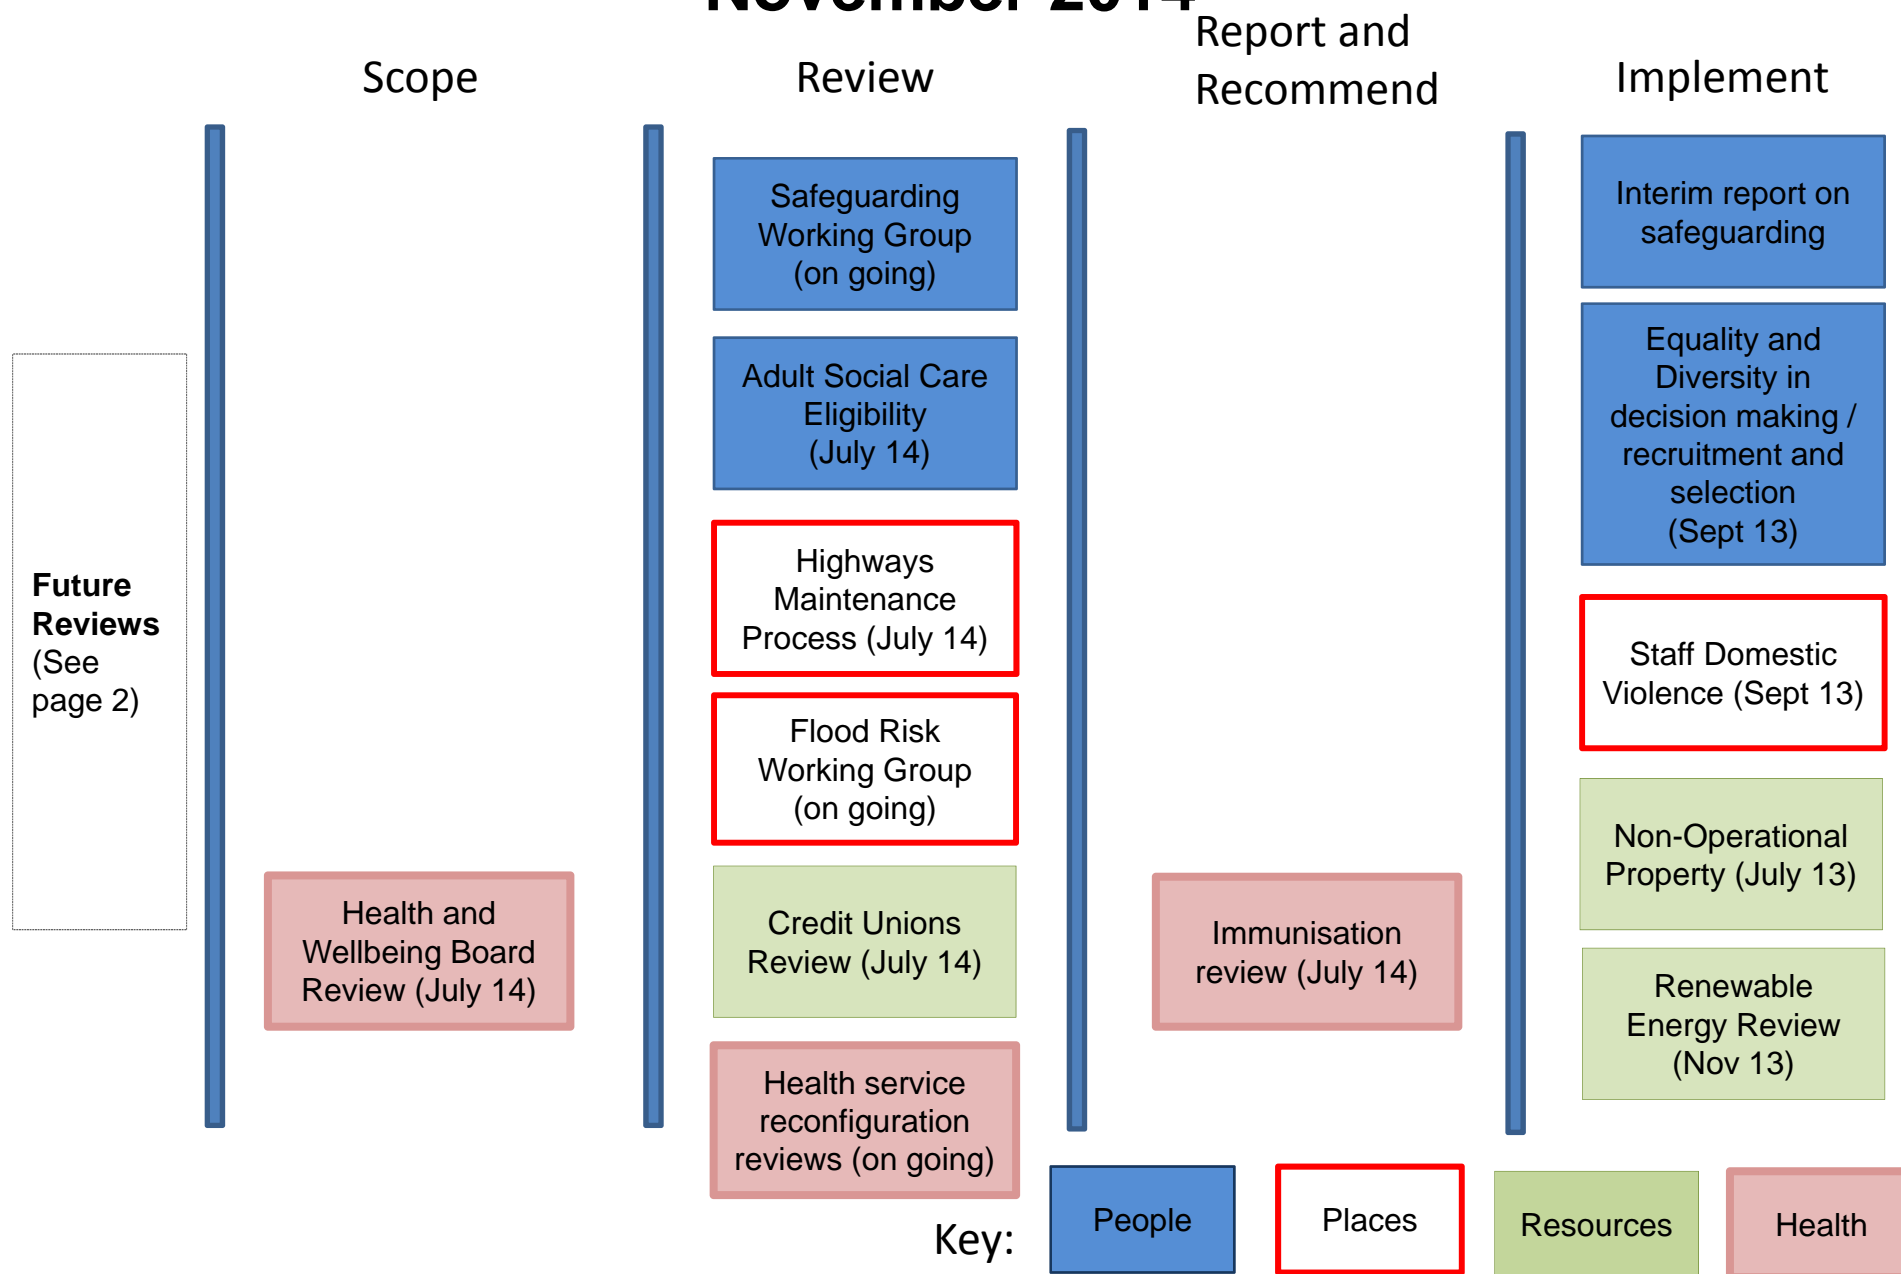 November 2014
Scope
Review
Report and
Recommend
Implement
Future
Reviews
(See
page 2)
Health and
Wellbeing Board
Review (July 14)
Safeguarding
Working Group
(on going)
Adult Social Care
Eligibility
(July 14)
Highways
Maintenance
Process (July 14)
Flood Risk
Working Group
(on going)
Credit Unions
Review (July 14)
Health service
reconfiguration
reviews (on going)
Immunisation
review (July 14)
Interim report on
safeguarding
Equality and
Diversity in
decision making /
recruitment and
selection
(Sept 13)
Staff Domestic
Violence (Sept 13)
Non-Operational
Property (July 13)
Renewable
Energy Review
(Nov 13)
Key:
People
Places
Resources
Health